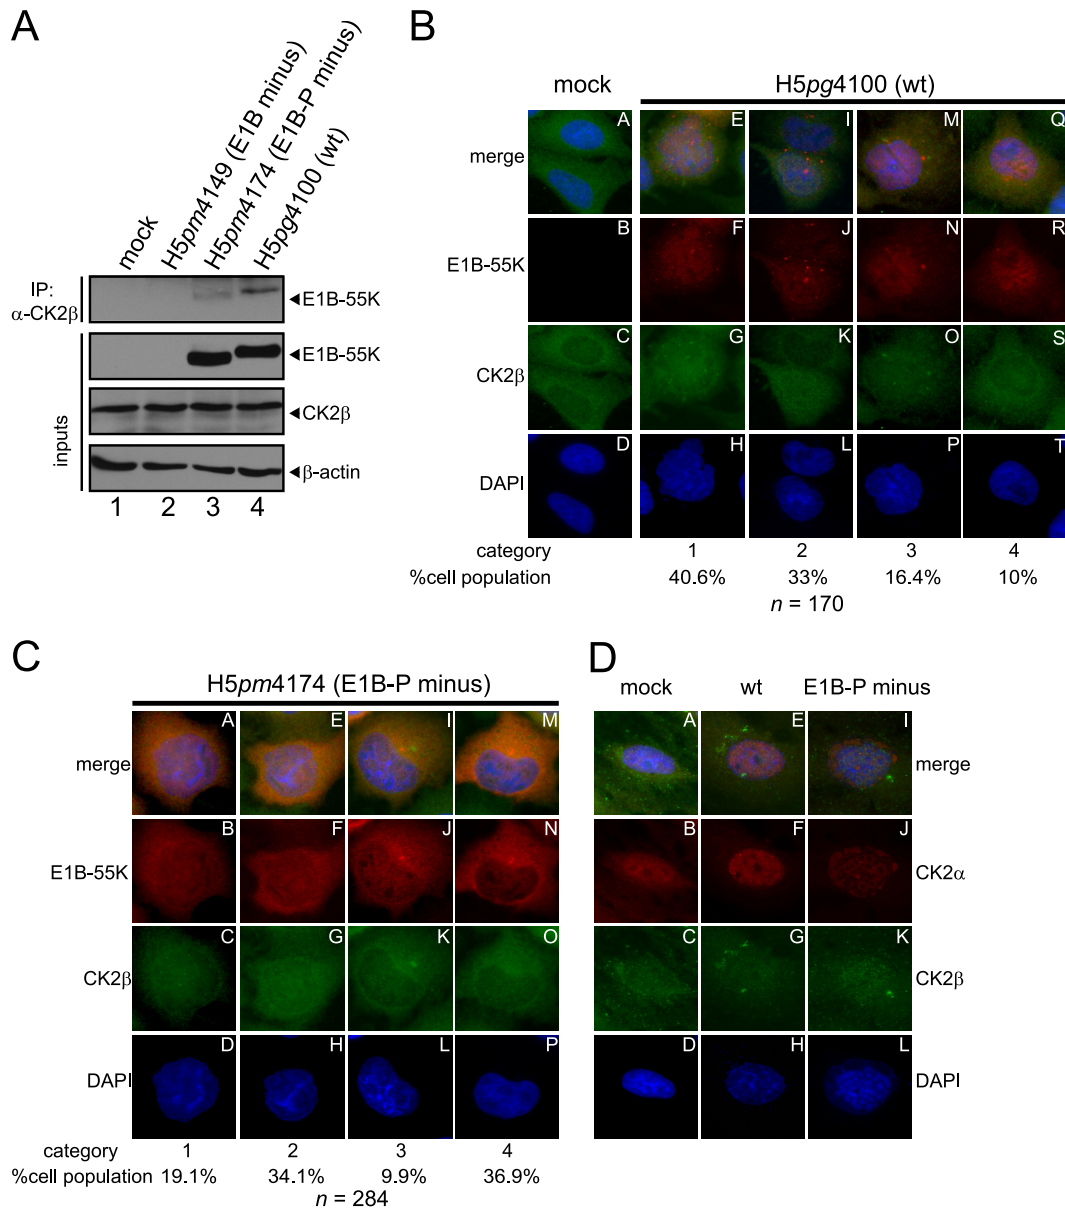 A
mock
H5pm4149 (E1B minus)
H5pm4174 (E1B-P minus)
H5pg4100 (wt)
IP:
α-CK2β
E1B-55K
inputs
E1B-55K
CK2β
β-actin
1 2 3 4
B
mock H5pg4100 (wt)
merge A E I M Q
E1B-55K B F J N R
CK2β C G K O S
DAPI D H L P T
category 1 2 3 4
%cell population 40.6% 33% 16.4% 10%
n = 170
C
H5pm4174 (E1B-P minus)
merge A E I M
E1B-55K B F J N
CK2β C G K O
DAPI D H L P
category 1 2 3 4
%cell population 19.1% 34.1% 9.9% 36.9%
n = 284
D
mock wt E1B-P minus
A E I merge
B F J CK2α
C G K CK2β
D H L DAPI